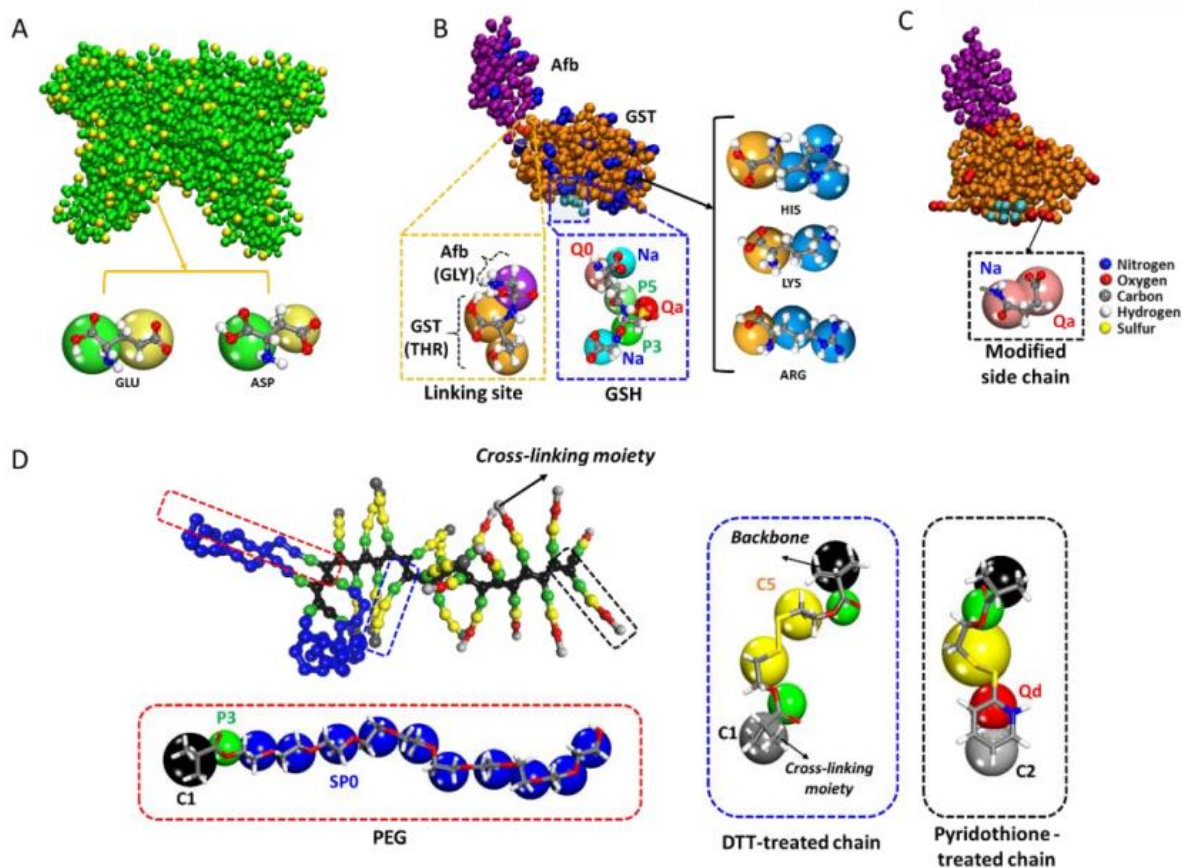 A
GLU
ASP
B
Afb
GST
Afb
(GLY)
GST
(THR)
Linking site
Q0
Na
P5
Qa
P3
Na
GSH
HIS
LYS
ARG
C
Na
Qa
Modified
side chain
Nitrogen
Oxygen
Carbon
Hydrogen
Sulfur
D
Cross-linking moiety
P3
SP0
C1
PEG
Backbone
C5
C1
Cross-linking
moiety
DTT-treated chain
Qd
C2
Pyridothione -
treated chain